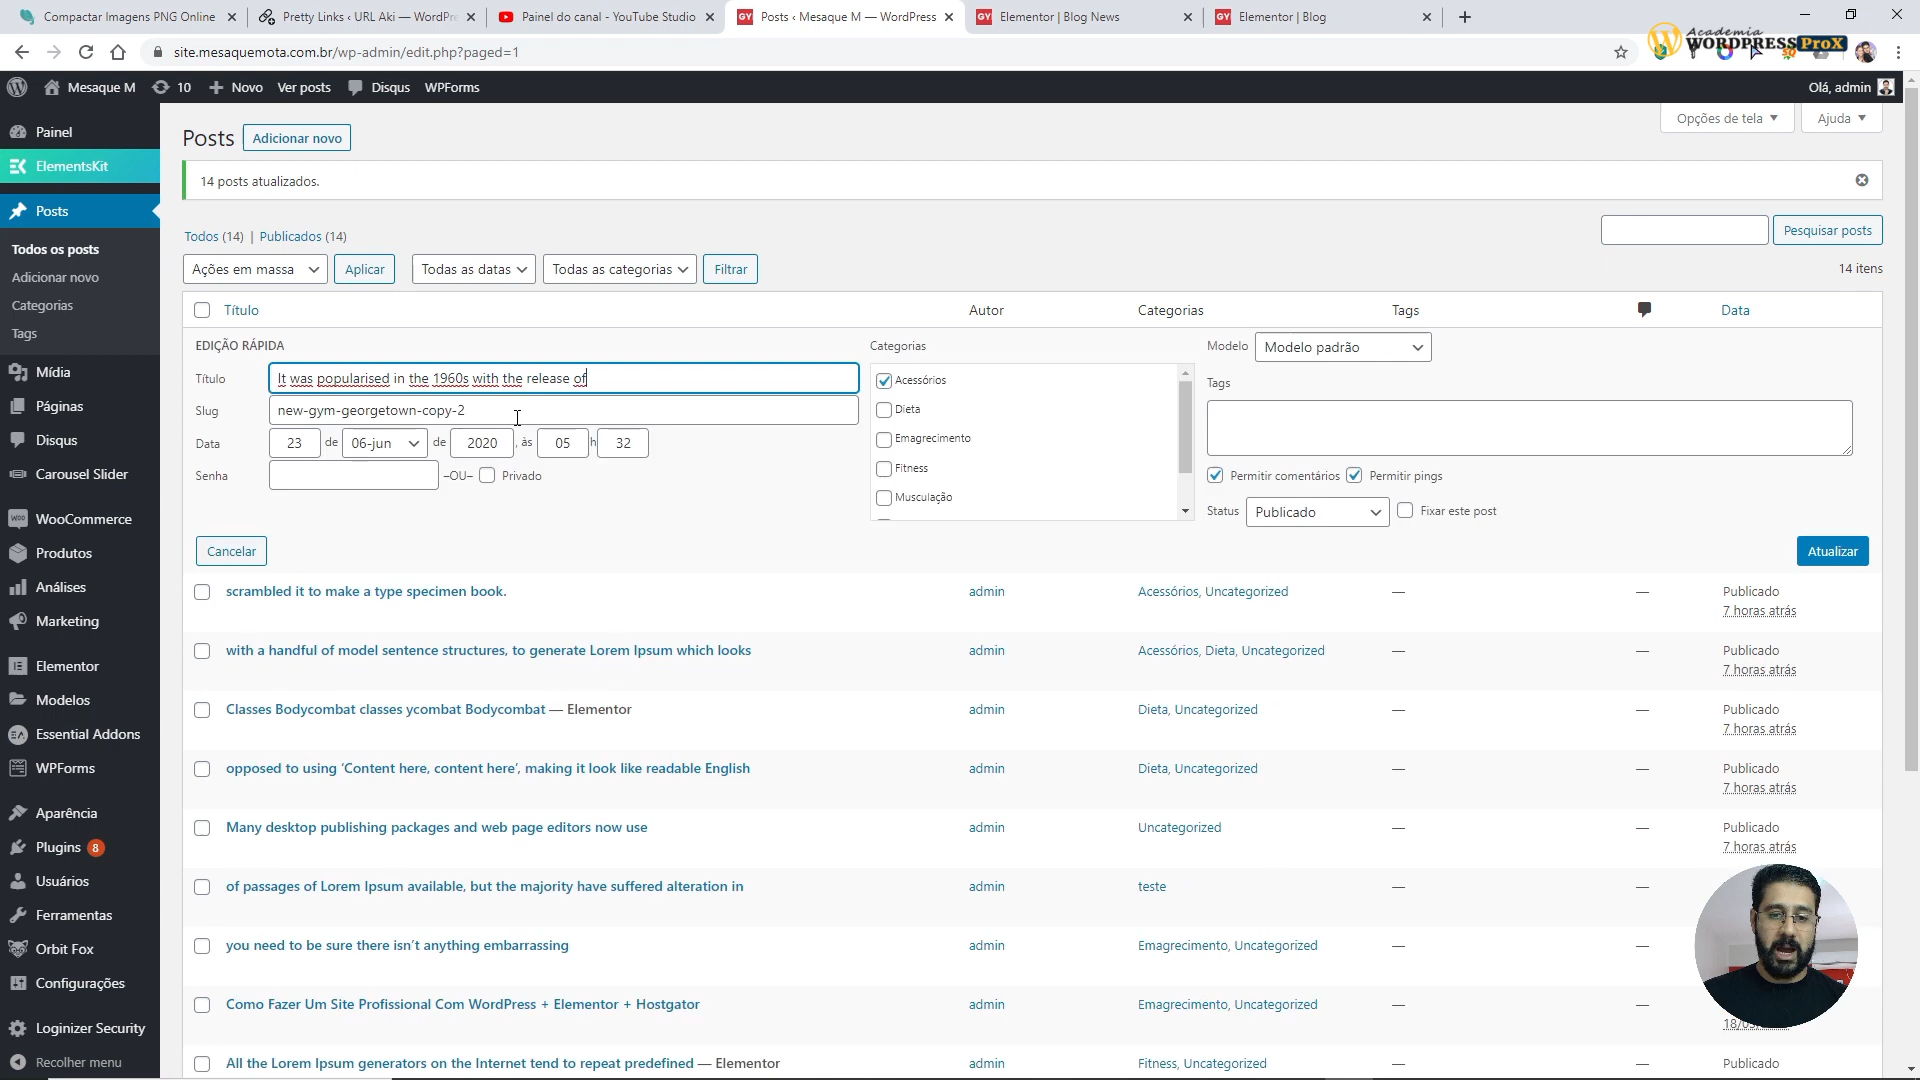 Compactar Imagens PNG Online
Pretty Links ‹ URL Aki — WordPr
Painel do canal - YouTube Studio
Posts ‹ Mesaque M — WordPress
Elementor | Blog News
Elementor | Blog
site.mesaquemota.com.br/wp-admin/edit.php?paged=1
Academia
WORDPRESS ProX
Mesaque M
10
Novo
Ver posts
Disqus
WPForms
Olá, admin
Painel
ElementsKit
Posts
Todos os posts
Adicionar novo
Categorias
Tags
Mídia
Páginas
Disqus
Carousel Slider
WooCommerce
Produtos
Análises
Marketing
Elementor
Modelos
Essential Addons
WPForms
Aparência
Plugins 8
Usuários
Ferramentas
Orbit Fox
Configurações
Loginizer Security
Recolher menu
Opções de tela
Ajuda
Posts
Adicionar novo
14 posts atualizados.
Todos (14) | Publicados (14)
Pesquisar posts
Ações em massa
Aplicar
Todas as datas
Todas as categorias
Filtrar
14 itens
Título
Autor
Categorias
Tags
Data
EDIÇÃO RÁPIDA
Título
It was popularised in the 1960s with the release of
Slug
new-gym-georgetown-copy-2
Data
23 de 06-jun de 2020 , às 05 h 32
Senha
–OU– Privado
Categorias
Acessórios
Dieta
Emagrecimento
Fitness
Musculação
Modelo
Modelo padrão
Tags
Permitir comentários
Permitir pings
Status
Publicado
Fixar este post
Cancelar
Atualizar
scrambled it to make a type specimen book.
admin
Acessórios, Uncategorized
—
—
Publicado
7 horas atrás
with a handful of model sentence structures, to generate Lorem Ipsum which looks
admin
Acessórios, Dieta, Uncategorized
—
—
Publicado
7 horas atrás
Classes Bodycombat classes ycombat Bodycombat — Elementor
admin
Dieta, Uncategorized
—
—
Publicado
7 horas atrás
opposed to using ‘Content here, content here’, making it look like readable English
admin
Dieta, Uncategorized
—
—
Publicado
7 horas atrás
Many desktop publishing packages and web page editors now use
admin
Uncategorized
—
—
Publicado
7 horas atrás
of passages of Lorem Ipsum available, but the majority have suffered alteration in
admin
teste
—
—
you need to be sure there isn’t anything embarrassing
admin
Emagrecimento, Uncategorized
—
—
Como Fazer Um Site Profissional Com WordPress + Elementor + Hostgator
admin
Emagrecimento, Uncategorized
—
—
All the Lorem Ipsum generators on the Internet tend to repeat predefined — Elementor
admin
Fitness, Uncategorized
—
—
Publicado